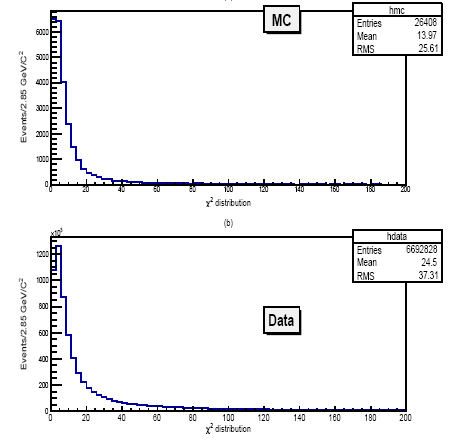 MC
hmc
Entries 26408
Mean 13.97
RMS 25.61
Events/2.85 GeV/C²
6000
5000
4000
3000
2000
1000
0
0 20 40 60 80 100 120 140 160 180 200
χ² distribution
(b)
×10³
Data
hdata
Entries 6692828
Mean 24.5
RMS 37.31
Events/2.85 GeV/C²
1200
1000
800
600
400
200
0
0 20 40 60 80 100 120 140 160 180 200
χ² distribution